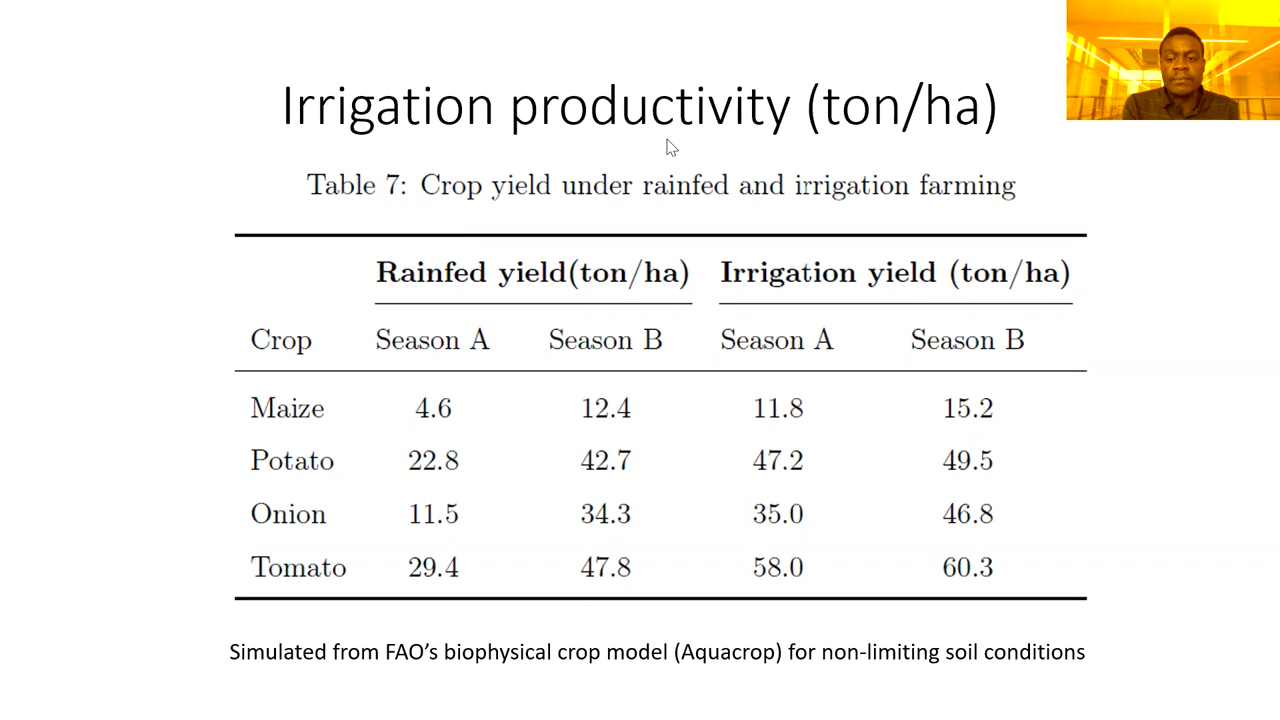 Irrigation productivity (ton/ha)
Table 7: Crop yield under rainfed and irrigation farming
Rainfed yield(ton/ha) Irrigation yield (ton/ha)
Crop Season A Season B Season A Season B
Maize 4.6 12.4 11.8 15.2
Potato 22.8 42.7 47.2 49.5
Onion 11.5 34.3 35.0 46.8
Tomato 29.4 47.8 58.0 60.3
Simulated from FAO’s biophysical crop model (Aquacrop) for non-limiting soil conditions